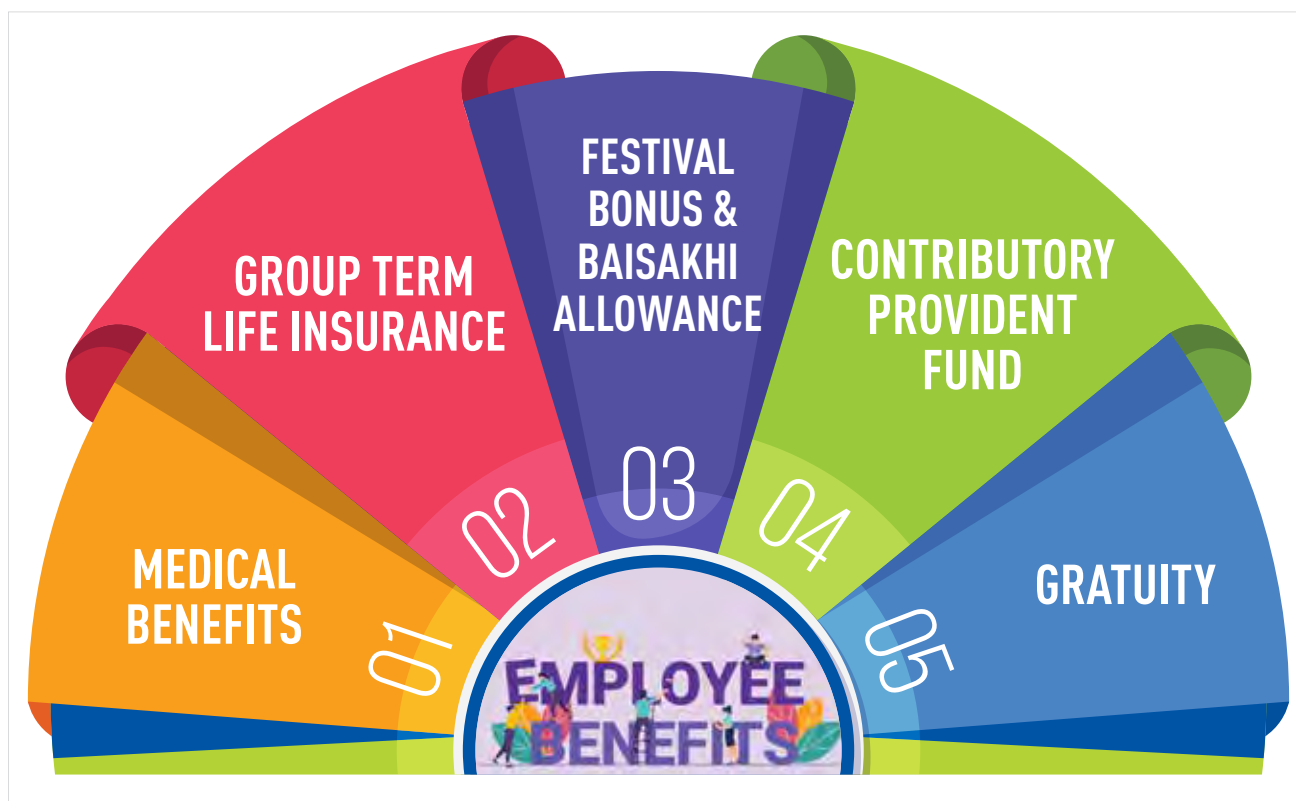 MEDICAL
BENEFITS
01
GROUP TERM
LIFE INSURANCE
02
FESTIVAL
BONUS &
BAISAKHI
ALLOWANCE
03
CONTRIBUTORY
PROVIDENT
FUND
04
GRATUITY
05
EMPLOYEE
BENEFITS